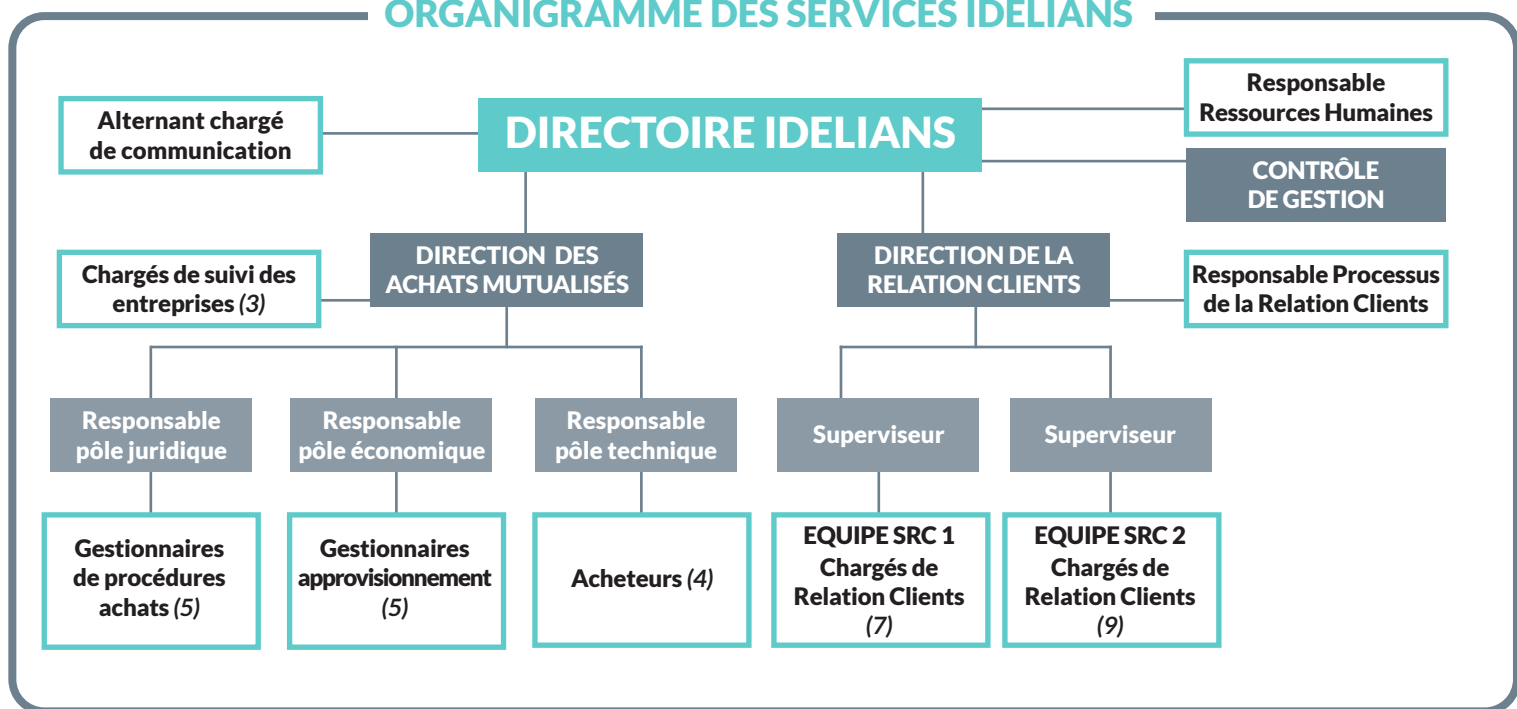 ORGANIGRAMME DES SERVICES IDELIANS
Alternant chargé
de communication
DIRECTOIRE IDELIANS
Responsable
Ressources Humaines
CONTRÔLE
DE GESTION
Chargés de suivi des
entreprises (3)
DIRECTION DES
ACHATS MUTUALISÉS
DIRECTION DE LA
RELATION CLIENTS
Responsable Processus
de la Relation Clients
Responsable
pôle juridique
Responsable
pôle économique
Responsable
pôle technique
Superviseur
Superviseur
Gestionnaires
de procédures
achats (5)
Gestionnaires
approvisionnement
(5)
Acheteurs (4)
EQUIPE SRC 1
Chargés de
Relation Clients
(7)
EQUIPE SRC 2
Chargés de
Relation Clients
(9)